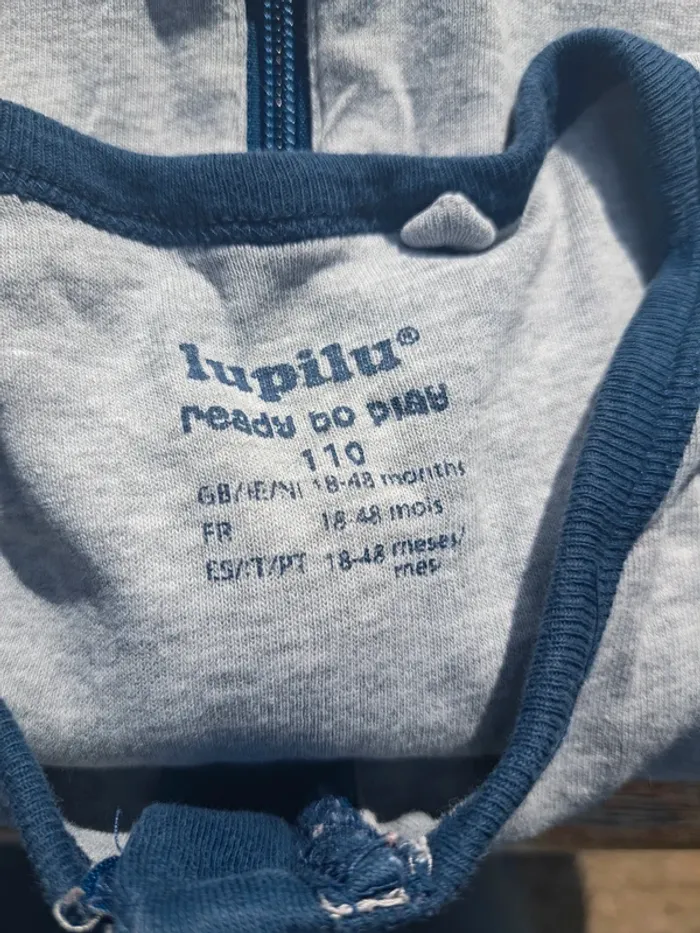 lupilu®
ready to play
110
GB/IE/NI 18-48 months
FR 18-48 mois
ES/IT/PT 18-48 meses/
mesi